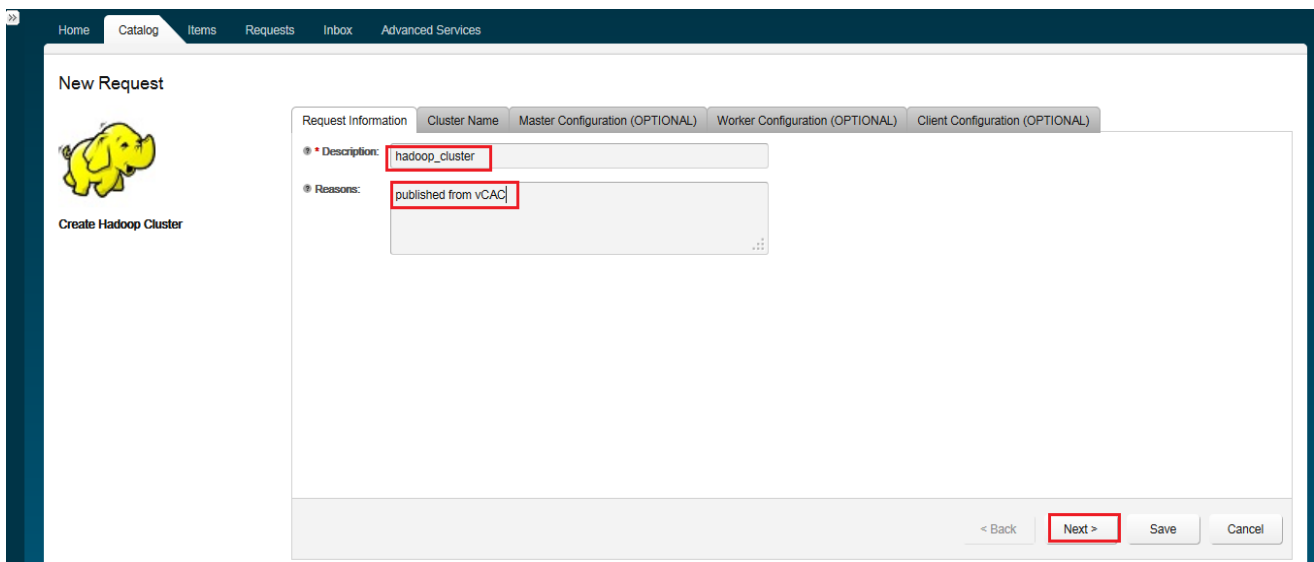 Home Catalog Items Requests Inbox Advanced Services
New Request
Create Hadoop Cluster
Request Information Cluster Name Master Configuration (OPTIONAL) Worker Configuration (OPTIONAL) Client Configuration (OPTIONAL)
* Description: hadoop_cluster
Reasons: published from vCAC
< Back Next > Save Cancel